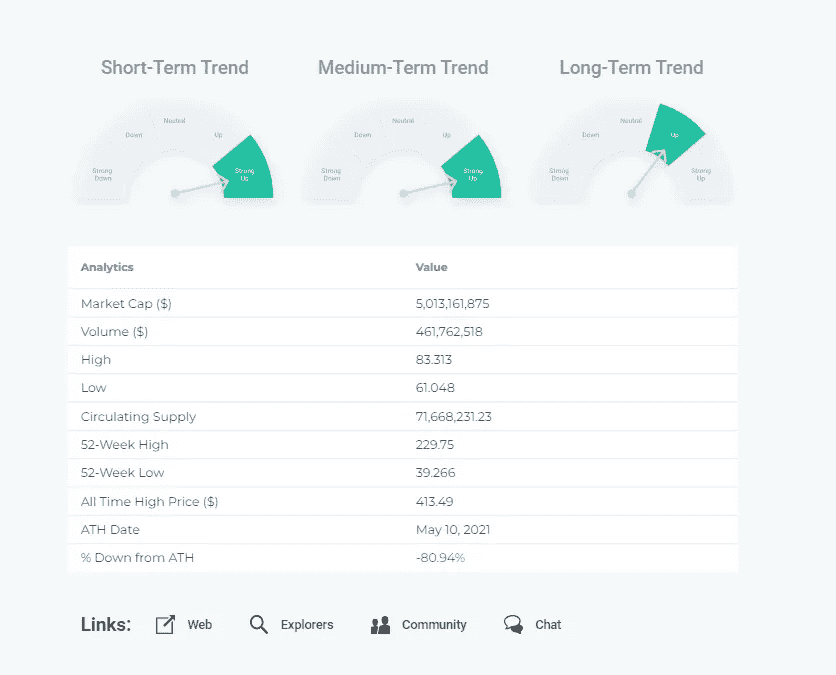 Short-Term Trend Medium-Term Trend Long-Term Trend
Neutral Neutral Neutral
Down Up Down Up Down Up
Strong Down Strong Up Strong Down Strong Up Strong Down Strong Up
Analytics Value
Market Cap ($) 5,013,161,875
Volume ($) 461,762,518
High 83.313
Low 61.048
Circulating Supply 71,668,231.23
52-Week High 229.75
52-Week Low 39.266
All Time High Price ($) 413.49
ATH Date May 10, 2021
% Down from ATH -80.94%
Links: Web Explorers Community Chat